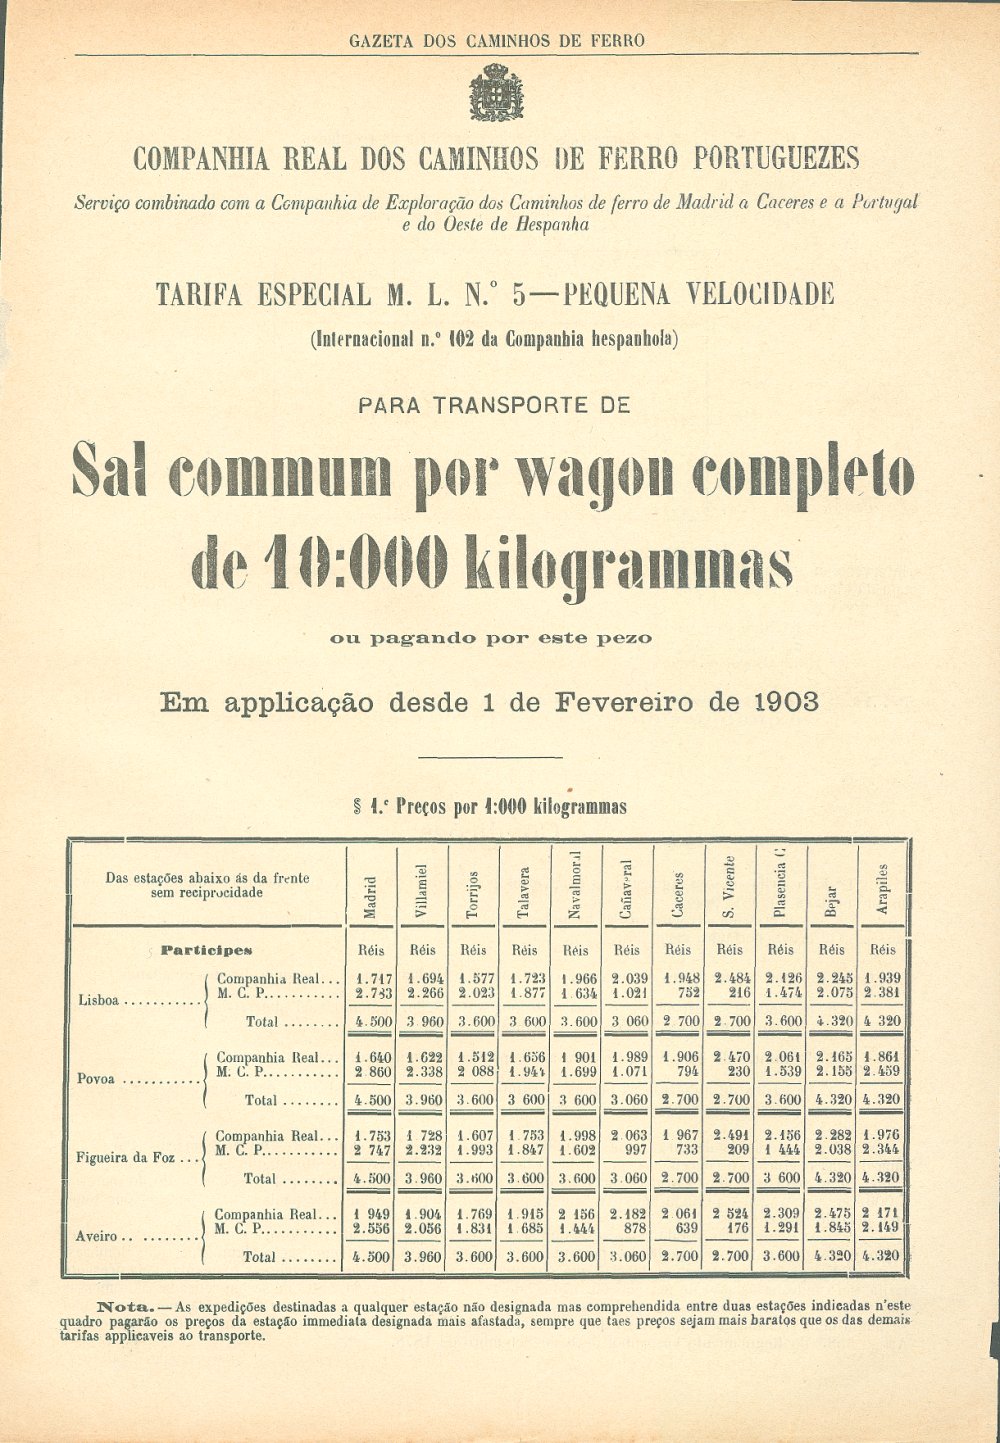 GAZETA DOS CAMINHOS DE FERRO
COMPANHIA REAL DOS CAMINHOS DE FERRO PORTUGUEZES
Serviço combinado com a Companhia de Exploração dos Caminhos de ferro de Madrid a Caceres e a Portugal
e do Oeste de Hespanha
TARIFA ESPECIAL M. L. N.º 5—PEQUENA VELOCIDADE
(Internacional n.º 102 da Companhia hespanhola)
PARA TRANSPORTE DE
Sal commum por wagon completo
de 10:000 kilogrammas
ou pagando por este pezo
Em applicação desde 1 de Fevereiro de 1903
§ 1.º Preços por 1:000 kilogrammas
Das estações abaixo ás da frente
sem reciprocidade
Madrid Villamiel Torrijos Talavera Navalmoral Cañaveral Caceres S. Vicente Plasencia C Bejar Arapiles
Participes Réis Réis Réis Réis Réis Réis Réis Réis Réis Réis Réis
Lisboa ...........
Companhia Real... 1.717 1.694 1.577 1.723 1.966 2.039 1.948 2.484 2.126 2.245 1.939
M. C. P........... 2.783 2.266 2.023 1.877 1 634 1.021 752 216 1.474 2.075 2.381
Total ........ 4.500 3 960 3.600 3 600 3.600 3 060 2 700 2.700 3.600 4.320 4 320
Povoa ...........
Companhia Real... 1.640 1.622 1.512 1.656 1 901 1.989 1.906 2 470 2 061 2.165 1.861
M. C. P........... 2 860 2.338 2 088 1.944 1.699 1.071 794 230 1.539 2.155 2.459
Total ........ 4.500 3.960 3.600 3 600 3 600 3.060 2.700 2.700 3.600 4.320 4.320
Figueira da Foz ...
Companhia Real... 1.753 1 728 1.607 1.753 1.998 2 063 1 967 2.491 2.156 2.282 1.976
M. C. P........... 2 747 2.232 1.993 1.847 1.602 997 733 209 1 444 2.038 2.344
Total ........ 4.500 3.960 3.600 3.600 3.600 3.060 2.700 2.700 3 600 4.320 4.320
Aveiro .. ........
Companhia Real... 1 949 1.904 1.769 1.915 2 156 2.182 2.061 2 524 2.309 2.475 2 171
M. C. P........... 2.556 2.056 1.831 1.685 1.444 878 639 176 1.291 1.845 2.149
Total ........ 4.500 3.960 3.600 3.600 3.600 3.060 2.700 2.700 3.600 4.320 4.320
Nota.—As expedições destinadas a qualquer estação não designada mas comprehendida entre duas estações indicadas n'este
quadro pagarão os preços da estação immediata designada mais afastada, sempre que taes preços sejam mais baratos que os das demais
tarifas applicaveis ao transporte.